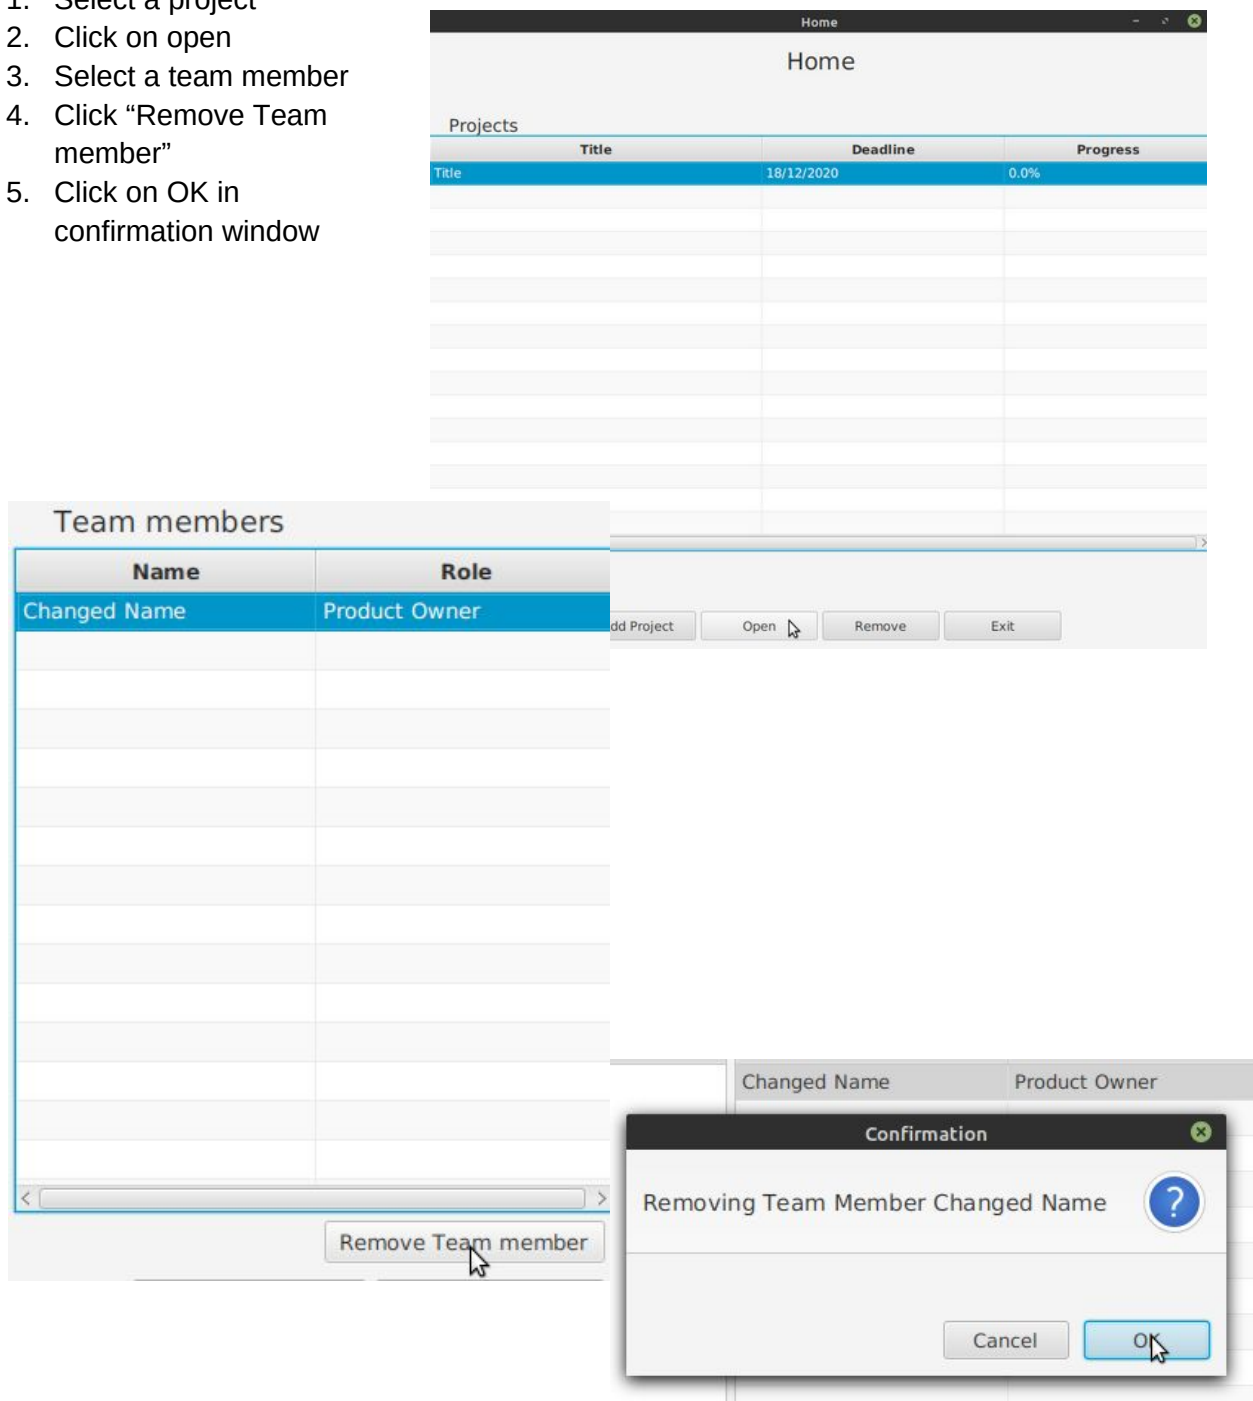 1. Select a project
2. Click on open
3. Select a team member
4. Click “Remove Team
member”
5. Click on OK in
confirmation window
Home
Home
Projects
Title Deadline Progress
Title 18/12/2020 0.0%
dd Project Open Remove Exit
Team members
Name Role
Changed Name Product Owner
Remove Team member
Changed Name Product Owner
Confirmation
Removing Team Member Changed Name
Cancel OK